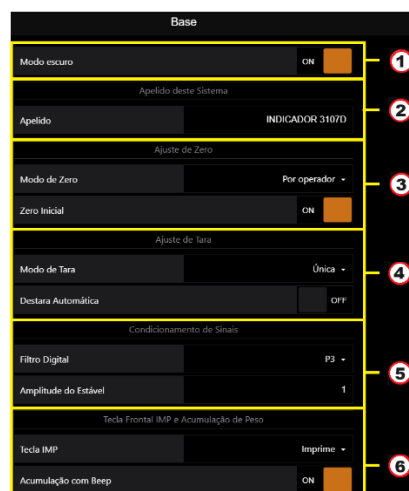 Base
Modo escuro ON
1
Apelido deste Sistema
2
Apelido INDICADOR 3107D
Ajuste de Zero
Modo de Zero Por operador
3
Zero Inicial ON
Ajuste de Tara
Modo de Tara Única
4
Destara Automática OFF
Condicionamento de Sinais
Filtro Digital P3
5
Amplitude do Estável 1
Tecla Frontal IMP e Acumulação de Peso
Tecla IMP Imprime
6
Acumulação com Beep ON